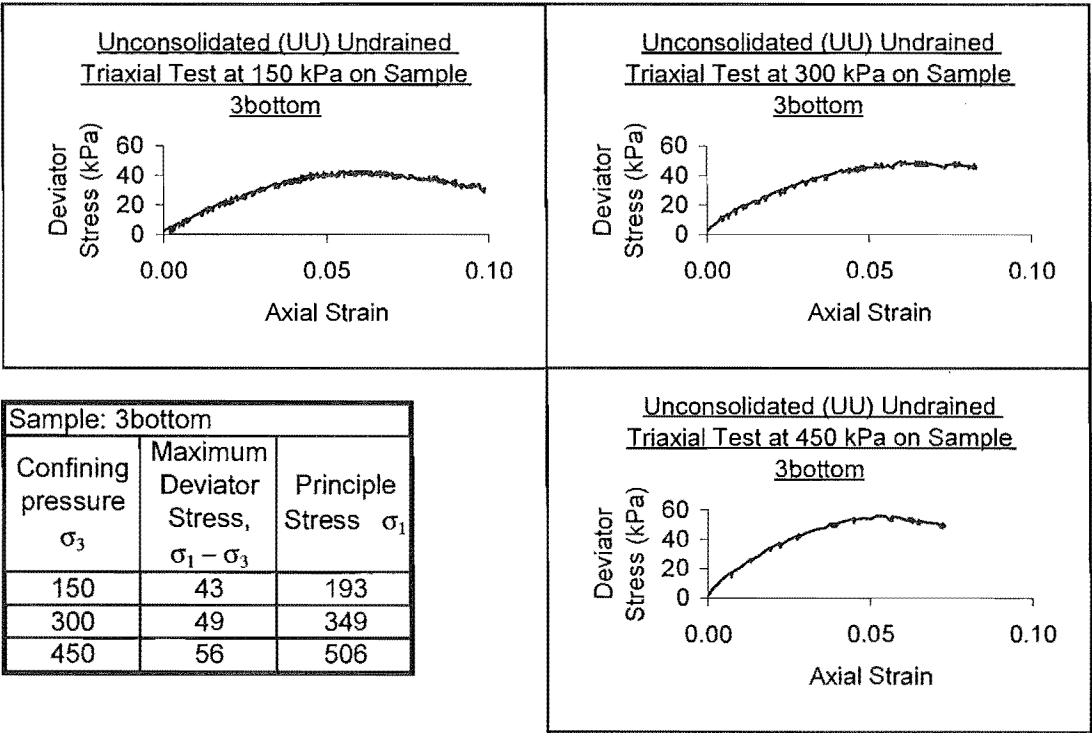 Unconsolidated (UU) Undrained
Triaxial Test at 150 kPa on Sample
3bottom
Deviator
Stress (kPa)
60
40
20
0
0.00 0.05 0.10
Axial Strain
Unconsolidated (UU) Undrained
Triaxial Test at 300 kPa on Sample
3bottom
Deviator
Stress (kPa)
60
40
20
0
0.00 0.05 0.10
Axial Strain
Sample: 3bottom
Confining
pressure
σ₃
Maximum
Deviator
Stress,
σ₁ – σ₃
Principle
Stress σ₁
150 43 193
300 49 349
450 56 506
Unconsolidated (UU) Undrained
Triaxial Test at 450 kPa on Sample
3bottom
Deviator
Stress (kPa)
60
40
20
0
0.00 0.05 0.10
Axial Strain